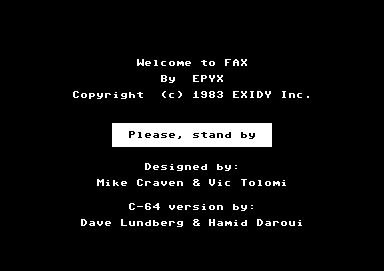 Welcome to FAX
By  EPYX
Copyright  (c) 1983 EXIDY Inc.
Please, stand by
Designed by:
Mike Craven & Vic Tolomi
C-64 version by:
Dave Lundberg & Hamid Daroui